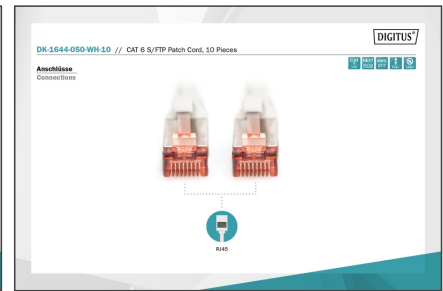 DIGITUS®
DK-1644-050-WH-10 // CAT 6 S/FTP Patch Cord, 10 Pieces
Anschlüsse
Connections
RJ45